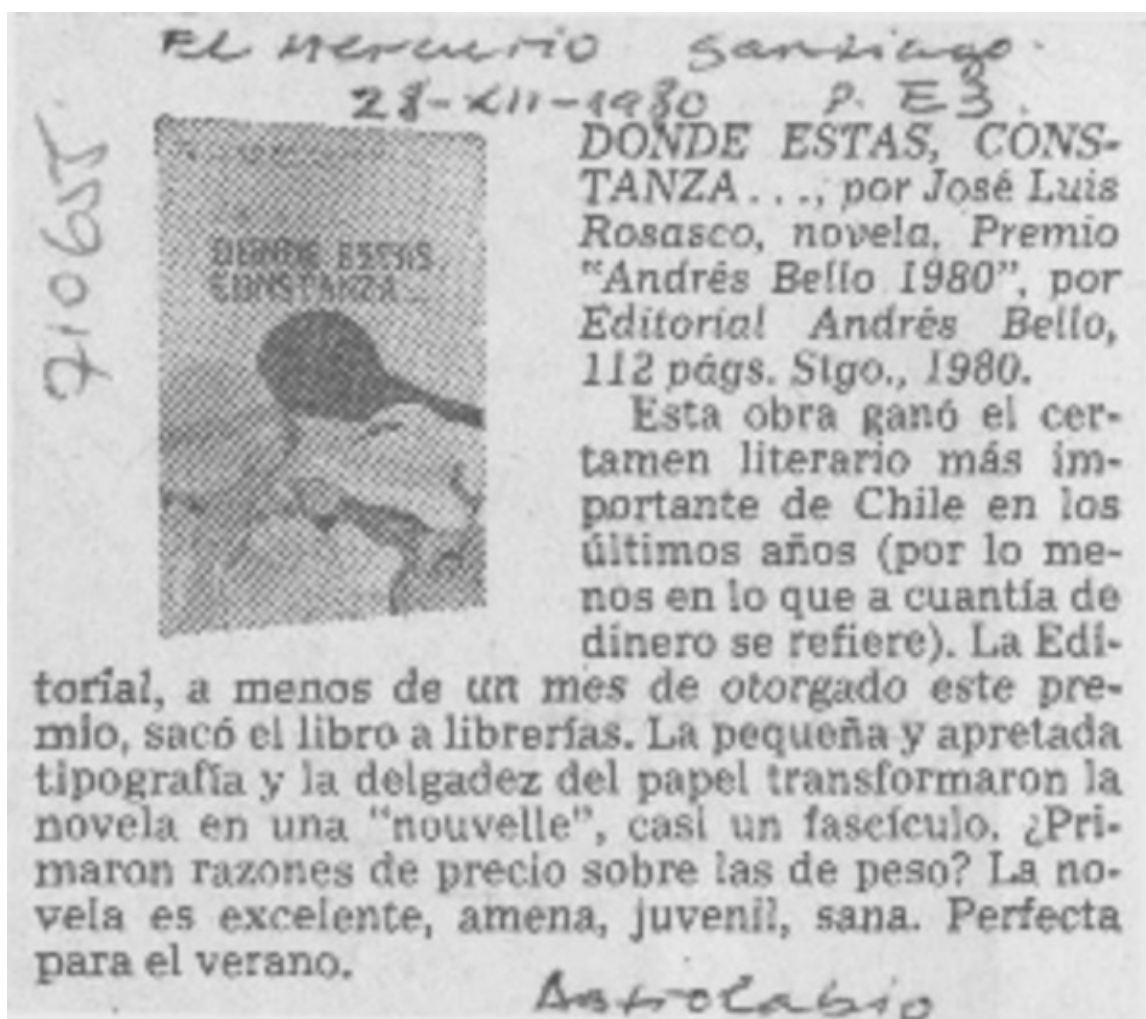 El Mercurio Santiago.
28-XII-1980 P. E3.
710655
DONDE ESTAS,
CONSTANZA...
DONDE ESTAS, CONS-
TANZA..., por José Luis
Rosasco, novela. Premio
"Andrés Bello 1980", por
Editorial Andrés Bello,
112 págs. Stgo., 1980.
Esta obra ganó el cer-
tamen literario más im-
portante de Chile en los
últimos años (por lo me-
nos en lo que a cuantía de
dinero se refiere). La Edi-
torial, a menos de un mes de otorgado este pre-
mio, sacó el libro a librerías. La pequeña y apretada
tipografía y la delgadez del papel transformaron la
novela en una "nouvelle", casi un fascículo. ¿Pri-
maron razones de precio sobre las de peso? La no-
vela es excelente, amena, juvenil, sana. Perfecta
para el verano.
Astrolabio